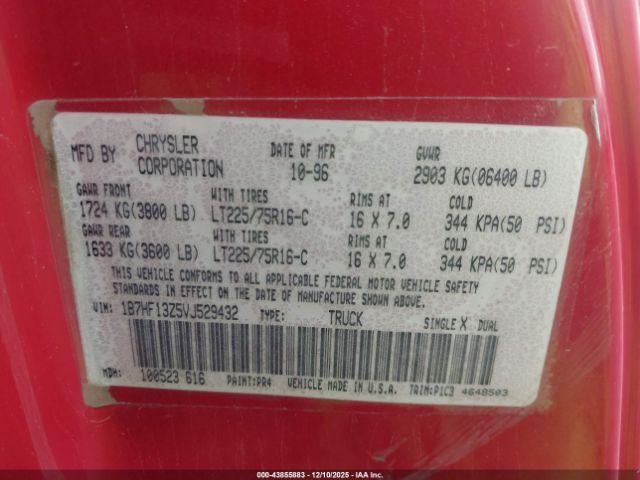 MFD BY CHRYSLER CORPORATION DATE OF MFR 10-96 GVWR 2903 KG(06400 LB)
GAWR FRONT WITH TIRES RIMS AT COLD
1724 KG(3800 LB) LT225/75R16-C 16 X 7.0 344 KPA(50 PSI)
GAWR REAR WITH TIRES RIMS AT COLD
1633 KG(3600 LB) LT225/75R16-C 16 X 7.0 344 KPA(50 PSI)
THIS VEHICLE CONFORMS TO ALL APPLICABLE FEDERAL MOTOR VEHICLE SAFETY
STANDARDS IN EFFECT ON THE DATE OF MANUFACTURE SHOWN ABOVE.
VIN: 1B7HF13Z5VJ529432 TYPE: TRUCK SINGLE X DUAL
MDH: 100523 616 PAINT:PR4 VEHICLE MADE IN U.S.A. TRIM:P1C3 4648503
000-43855883 - 12/10/2025 - IAA Inc.